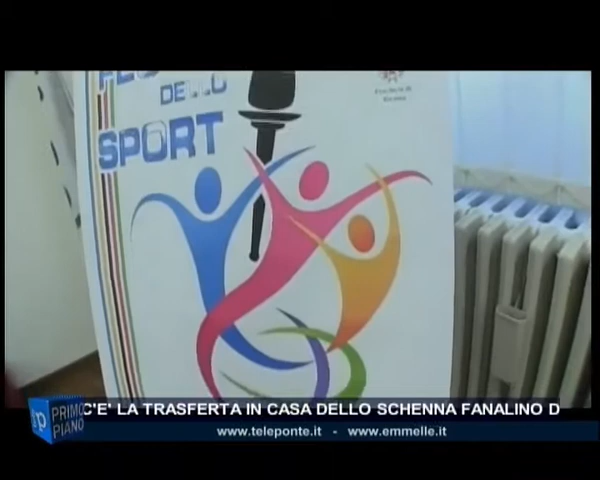 DELLO
SPORT
PRIMO
PIANO
C'E' LA TRASFERTA IN CASA DELLO SCHENNA FANALINO D
www.teleponte.it - www.emmelle.it